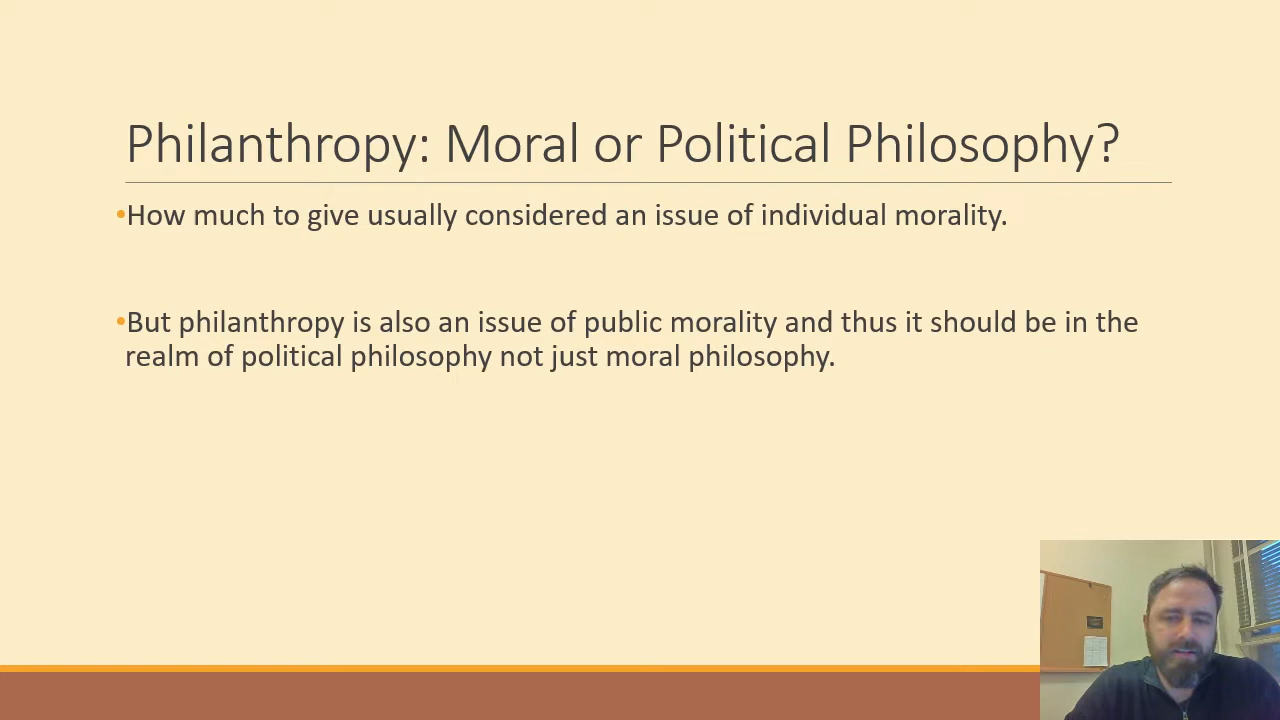 Philanthropy: Moral or Political Philosophy?
•How much to give usually considered an issue of individual morality.
•But philanthropy is also an issue of public morality and thus it should be in the
realm of political philosophy not just moral philosophy.